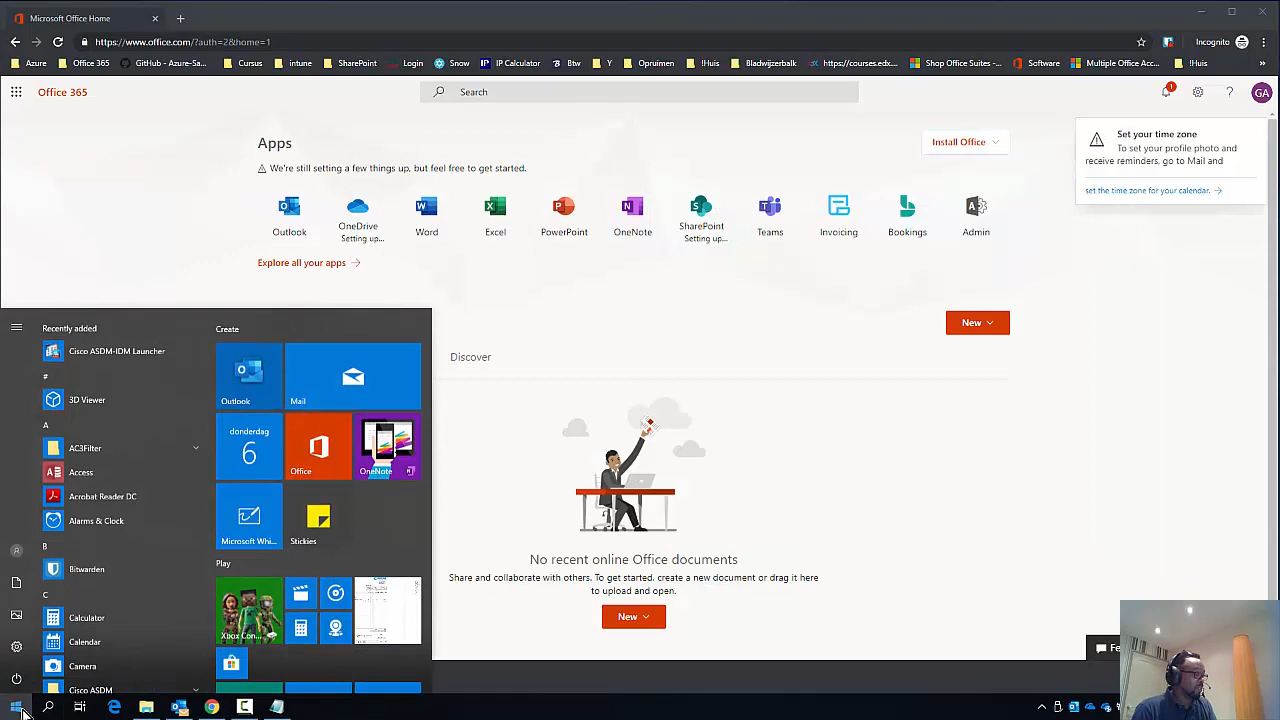 Microsoft Office Home
https://www.office.com/?auth=2&home=1
Incognito
Azure
Office 365
GitHub - Azure-Sa...
Cursus
intune
SharePoint
Login
Snow
IP Calculator
Btw
Y
Opruimen
!Huis
Bladwijzerbalk
https://courses.edx...
Shop Office Suites -...
Software
Multiple Office Acc...
!Huis
Office 365
Search
1
GA
Set your time zone
To set your profile photo and
receive reminders, go to Mail and
set the time zone for your calendar.
Apps
Install Office
We're still setting a few things up, but feel free to get started.
Outlook
OneDrive
Setting up...
Word
Excel
PowerPoint
OneNote
SharePoint
Setting up...
Teams
Invoicing
Bookings
Admin
Explore all your apps
New
Discover
No recent online Office documents
Share and collaborate with others. To get started, create a new document or drag it here
to upload and open.
New
Fe
Recently added
Cisco ASDM-IDM Launcher
#
3D Viewer
A
AC3Filter
Access
Acrobat Reader DC
Alarms & Clock
B
Bitwarden
C
Calculator
Calendar
Camera
Cisco ASDM
Create
Outlook
Mail
donderdag
6
Office
OneNote
Microsoft Whi...
Stickies
Play
Xbox Con...